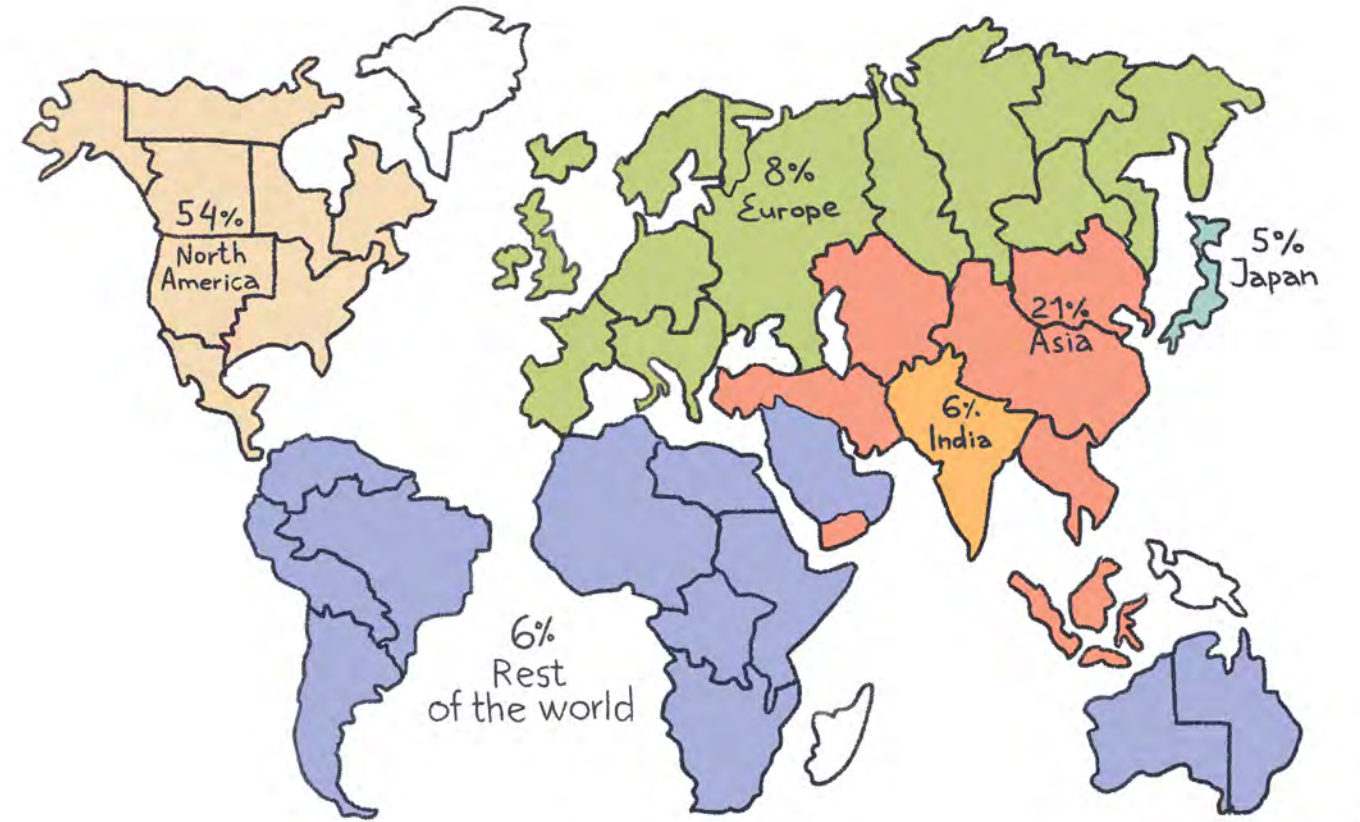 54%
North
America
8%
Europe
5%
Japan
21%
Asia
6%
India
6%
Rest
of the world